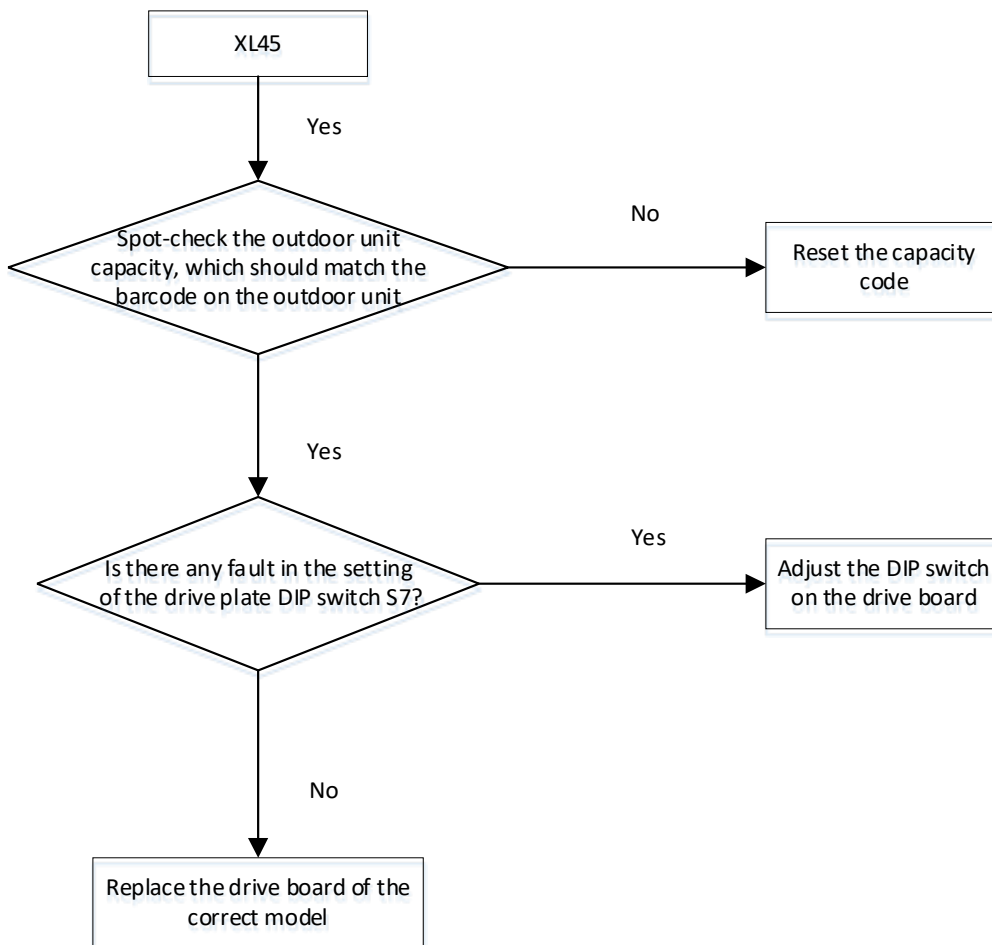 XL45
Yes
Spot-check the outdoor unit
capacity, which should match the
barcode on the outdoor unit
No
Reset the capacity
code
Yes
Is there any fault in the setting
of the drive plate DIP switch S7?
Yes
Adjust the DIP switch
on the drive board
No
Replace the drive board of the
correct model